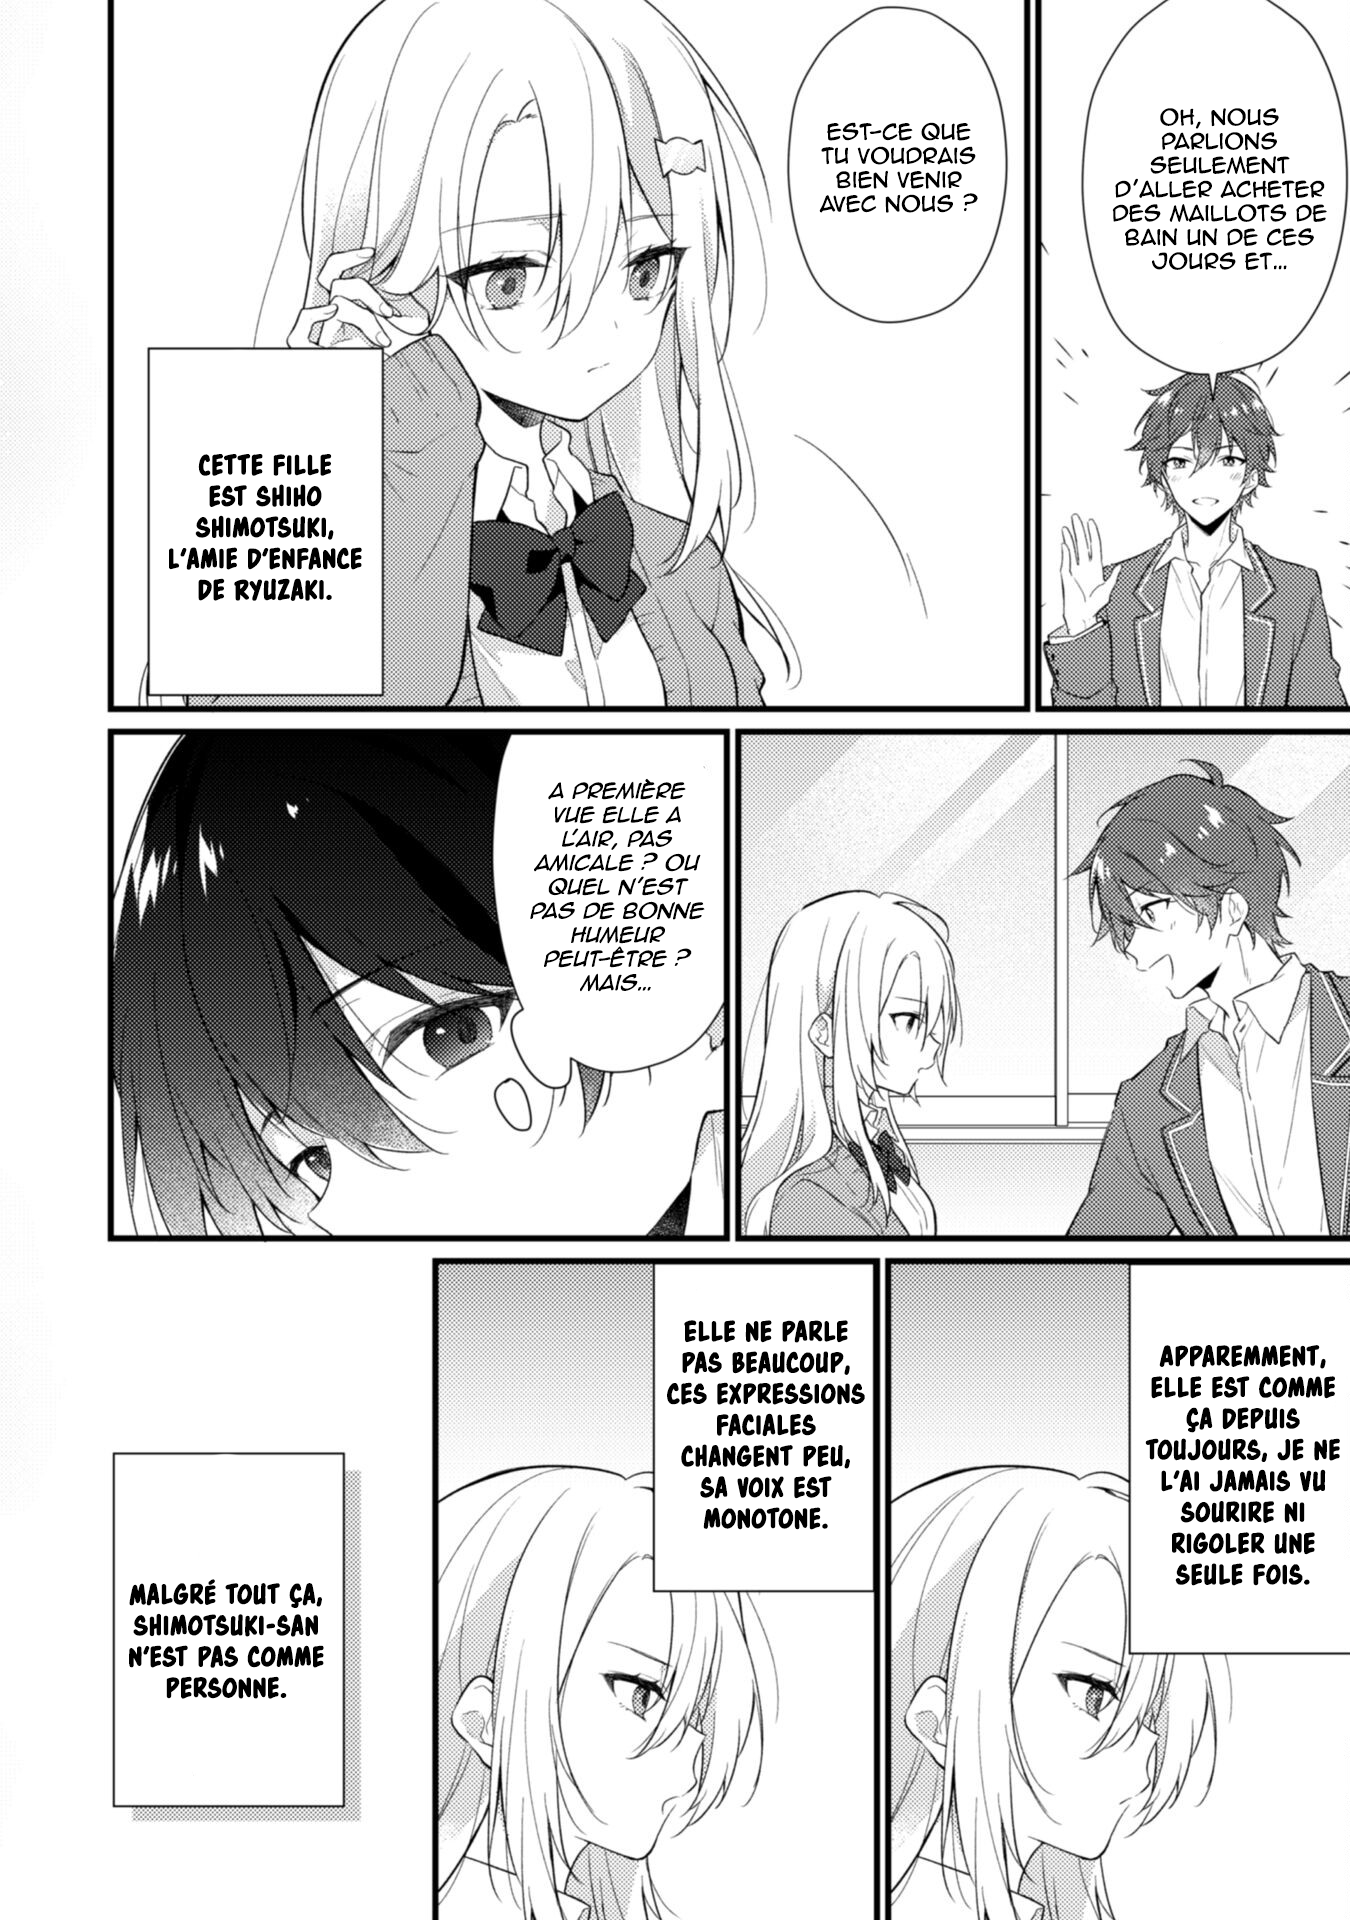 OH, NOUS
PARLIONS
SEULEMENT
D'ALLER ACHETER
DES MAILLOTS DE
BAIN UN DE CES
JOURS ET...
EST-CE QUE
TU VOUDRAIS
BIEN VENIR
AVEC NOUS ?
CETTE FILLE
EST SHIHO
SHIMOTSUKI,
L'AMIE D'ENFANCE
DE RYUZAKI.
A PREMIÈRE
VUE ELLE A
L'AIR, PAS
AMICALE ? OU
QUEL N'EST
PAS DE BONNE
HUMEUR
PEUT-ÊTRE ?
MAIS...
APPAREMMENT,
ELLE EST COMME
ÇA DEPUIS
TOUJOURS, JE NE
L'AI JAMAIS VU
SOURIRE NI
RIGOLER UNE
SEULE FOIS.
ELLE NE PARLE
PAS BEAUCOUP,
CES EXPRESSIONS
FACIALES
CHANGENT PEU,
SA VOIX EST
MONOTONE.
MALGRÉ TOUT ÇA,
SHIMOTSUKI-SAN
N'EST PAS COMME
PERSONNE.